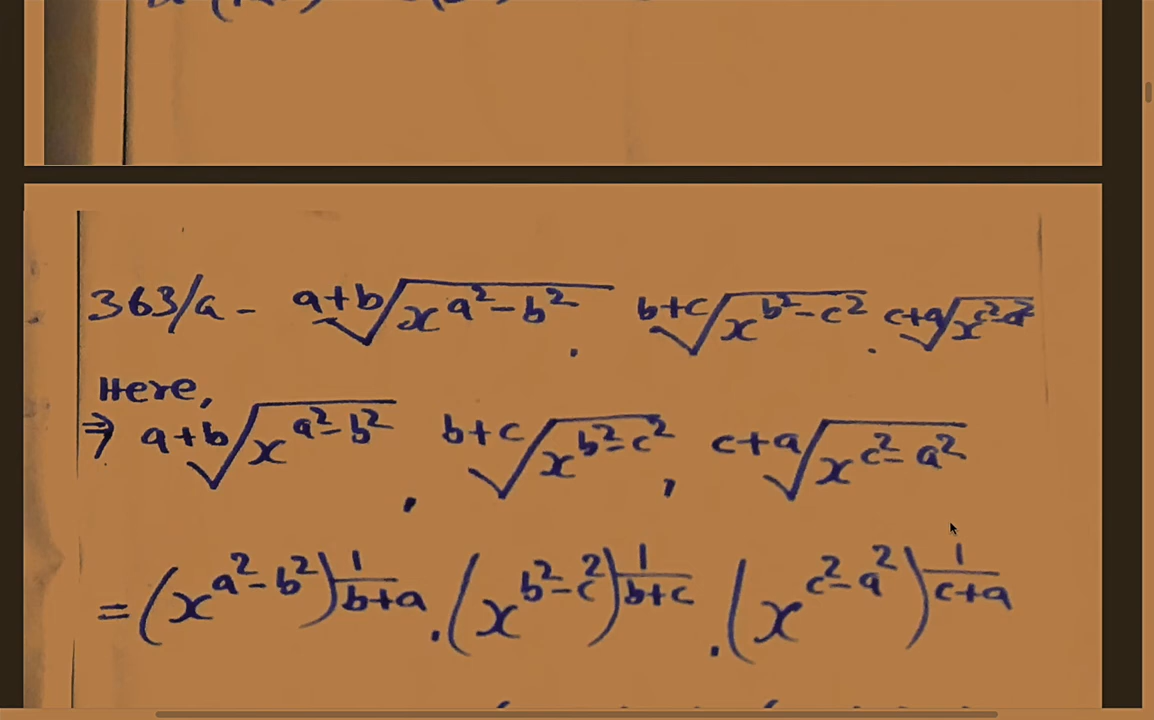 363/a - ᵃ⁺ᵇ√(x^(a²-b²)) . ᵇ⁺ᶜ√(x^(b²-c²)) . ᶜ⁺ᵃ√(x^(c²-a²))
Here,
⇒ ᵃ⁺ᵇ√(x^(a²-b²)) , ᵇ⁺ᶜ√(x^(b²-c²)) , ᶜ⁺ᵃ√(x^(c²-a²))
= (x^(a²-b²))^(1/(b+a)) . (x^(b²-c²))^(1/(b+c)) . (x^(c²-a²))^(1/(c+a))